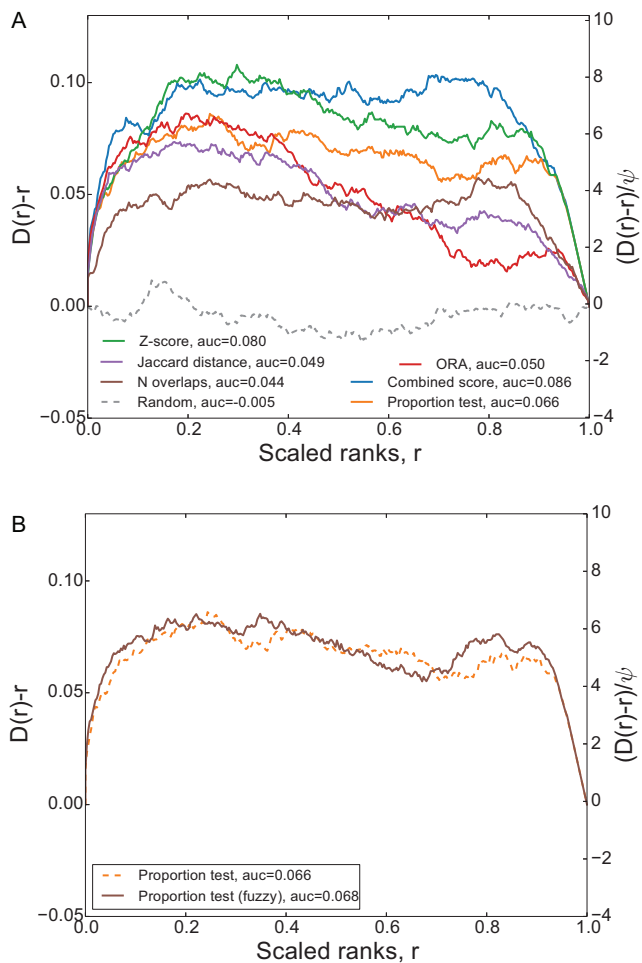 A
D(r)-r
0.10
0.05
0.00
−0.05
10
8
6
4
2
0
−2
−4
(D(r)-r)/ψ
Z-score, auc=0.080
Jaccard distance, auc=0.049
N overlaps, auc=0.044
Random, auc=-0.005
ORA, auc=0.050
Combined score, auc=0.086
Proportion test, auc=0.066
0.0 0.2 0.4 0.6 0.8 1.0
Scaled ranks, r
B
D(r)-r
0.10
0.05
0.00
−0.05
10
8
6
4
2
0
−2
−4
(D(r)-r)/ψ
Proportion test, auc=0.066
Proportion test (fuzzy), auc=0.068
0.0 0.2 0.4 0.6 0.8 1.0
Scaled ranks, r